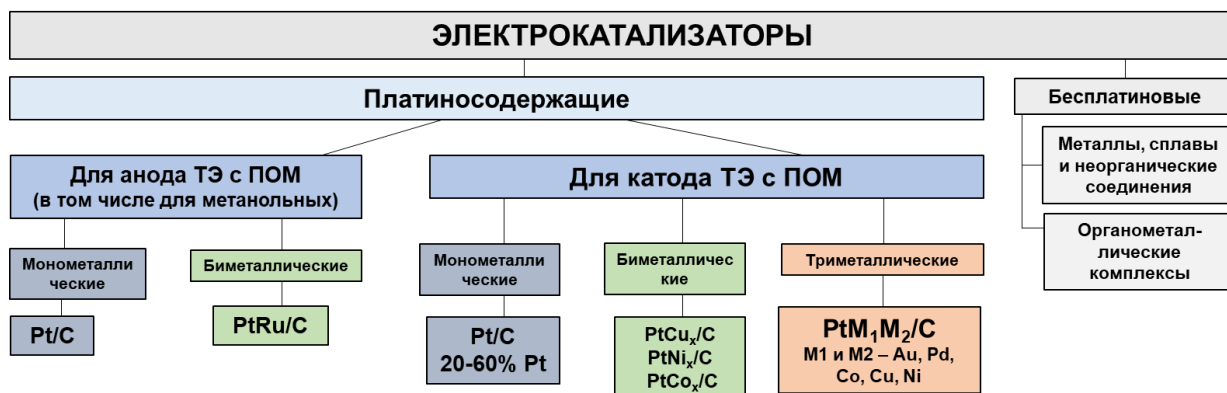 ЭЛЕКТРОКАТАЛИЗАТОРЫ
Платиносодержащие
Бесплатиновые
Металлы, сплавы
и неорганические
соединения
Органометал-
лические
комплексы
Для анода ТЭ с ПОМ
(в том числе для метанольных)
Для катода ТЭ с ПОМ
Монометалли
ческие
Биметаллические
Монометалли
ческие
Биметалличес
кие
Триметаллические
Pt/C
PtRu/C
Pt/C
20-60% Pt
PtCuₓ/C
PtNiₓ/C
PtCoₓ/C
PtM₁M₂/C
М1 и М2 – Au, Pd,
Co, Cu, Ni